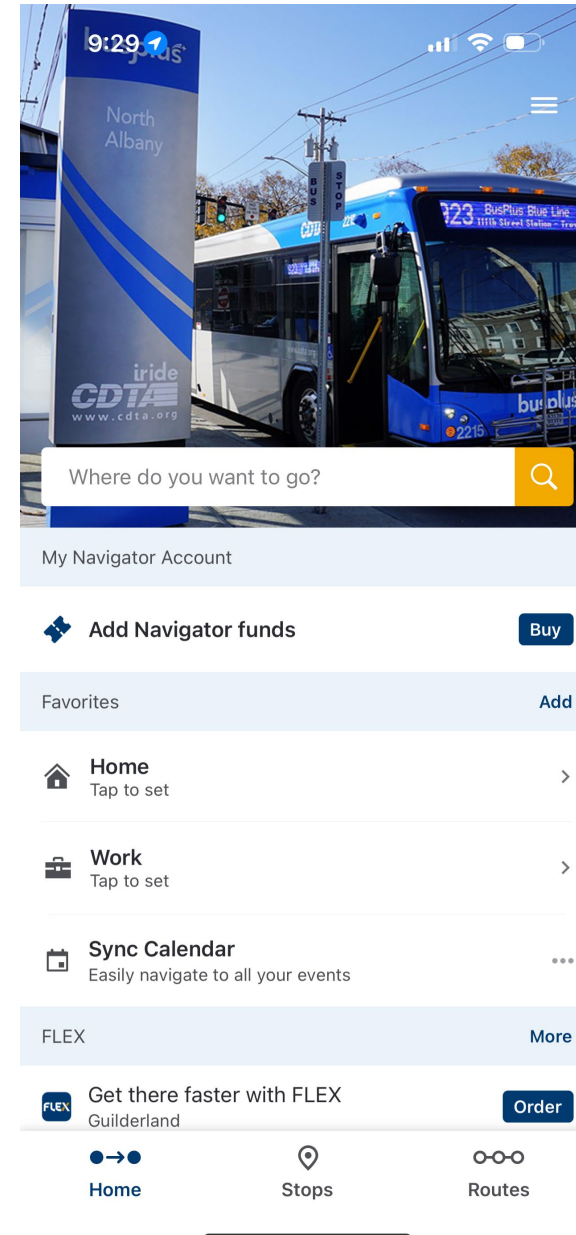 busplus
9:29
North
Albany
BUS
STOP
CDTA
923 BusPlus Blue Line
busplus
2215
iride
CDTA
www.cdta.org
Where do you want to go?
My Navigator Account
Add Navigator funds
Buy
Favorites
Add
Home
Tap to set
Work
Tap to set
Sync Calendar
Easily navigate to all your events
FLEX
More
FLEX
Get there faster with FLEX
Order
Guilderland
Home
Stops
Routes